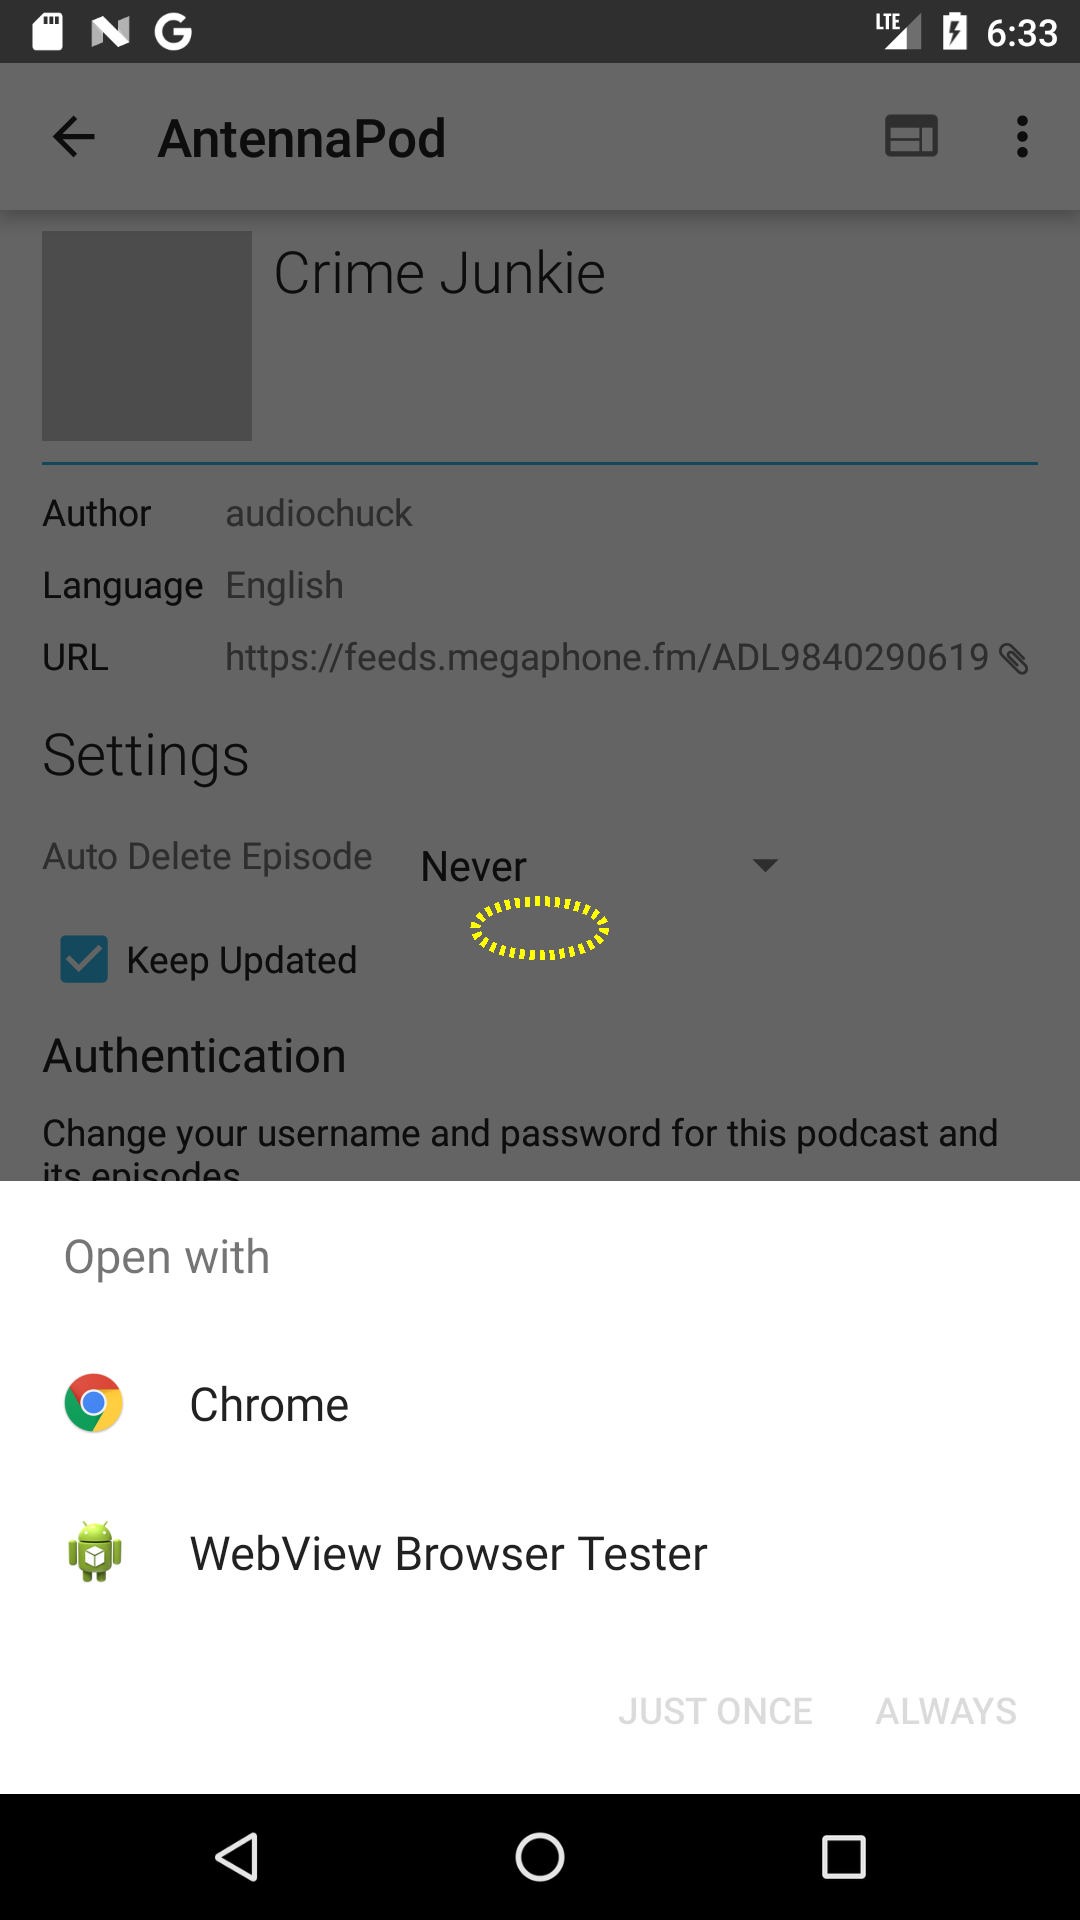 LTE 6:33
AntennaPod
Crime Junkie
Author audiochuck
Language English
URL https://feeds.megaphone.fm/ADL9840290619
Settings
Auto Delete Episode Never
Keep Updated
Authentication
Change your username and password for this podcast and
its episodes
Open with
Chrome
WebView Browser Tester
JUST ONCE ALWAYS